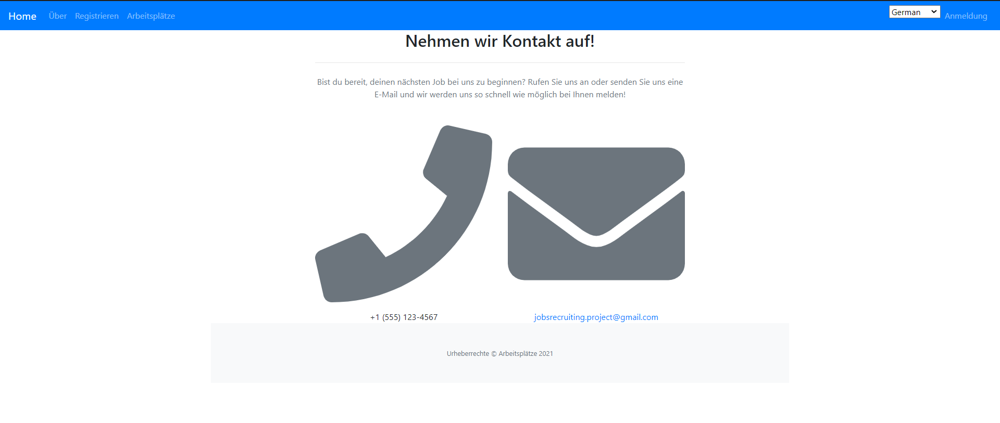 Home Über Registrieren Arbeitsplätze German Anmeldung
Nehmen wir Kontakt auf!
Bist du bereit, deinen nächsten Job bei uns zu beginnen? Rufen Sie uns an oder senden Sie uns eine
E-Mail und wir werden uns so schnell wie möglich bei Ihnen melden!
+1 (555) 123-4567 jobsrecruiting.project@gmail.com
Urheberrechte © Arbeitsplätze 2021